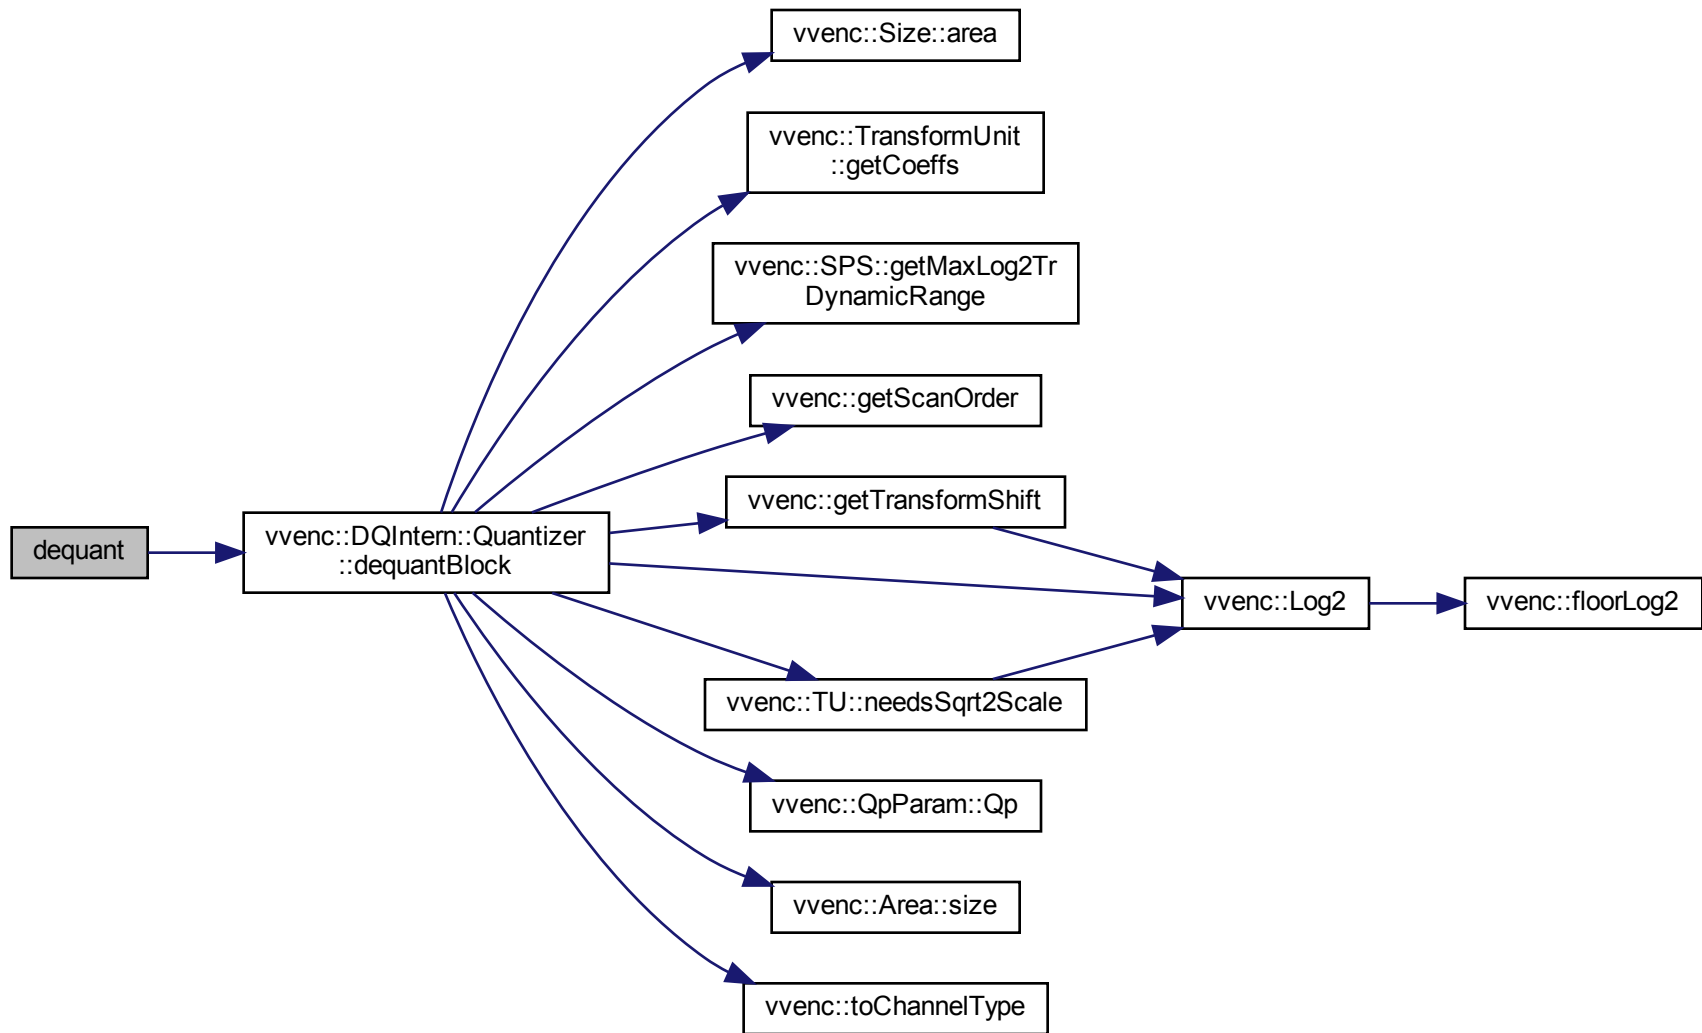 vvenc::Size::area
vvenc::TransformUnit
::getCoeffs
vvenc::SPS::getMaxLog2Tr
DynamicRange
vvenc::getScanOrder
vvenc::getTransformShift
dequant
vvenc::DQIntern::Quantizer
::dequantBlock
vvenc::Log2
vvenc::floorLog2
vvenc::TU::needsSqrt2Scale
vvenc::QpParam::Qp
vvenc::Area::size
vvenc::toChannelType